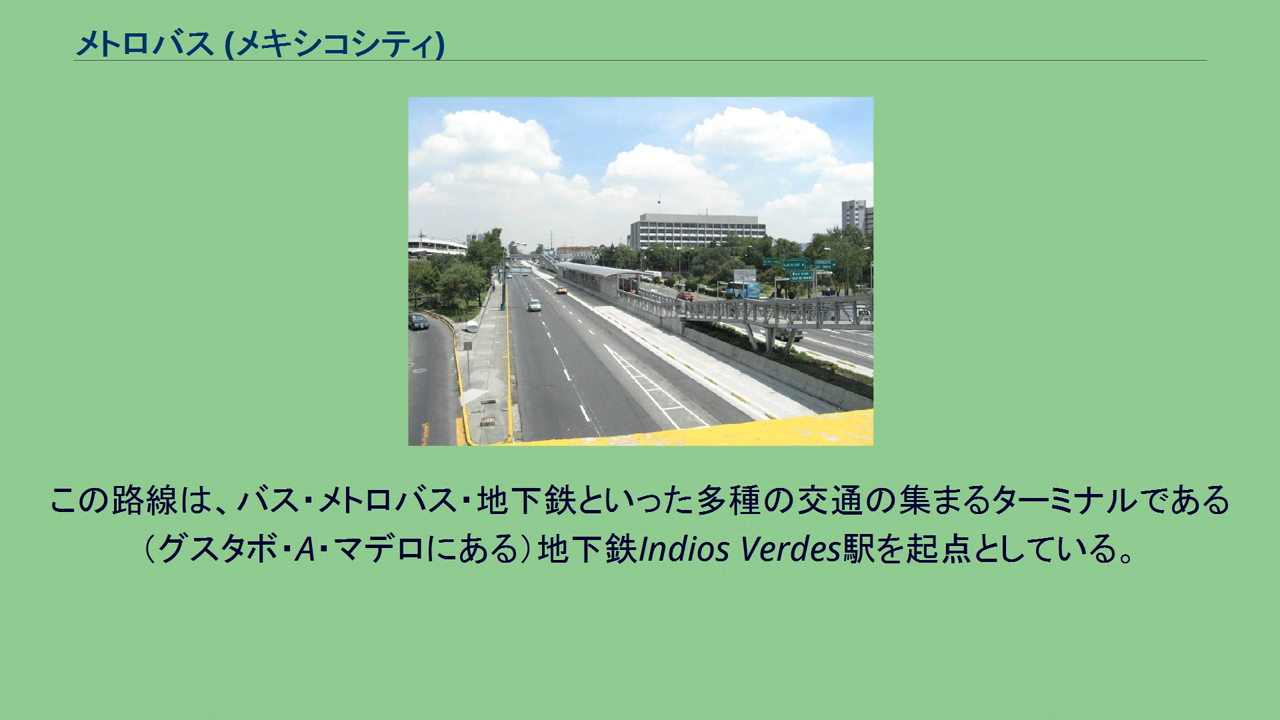 メトロバス (メキシコシティ)
この路線は、バス・メトロバス・地下鉄といった多種の交通の集まるターミナルである
（グスタボ・A・マデロにある）地下鉄Indios Verdes駅を起点としている。